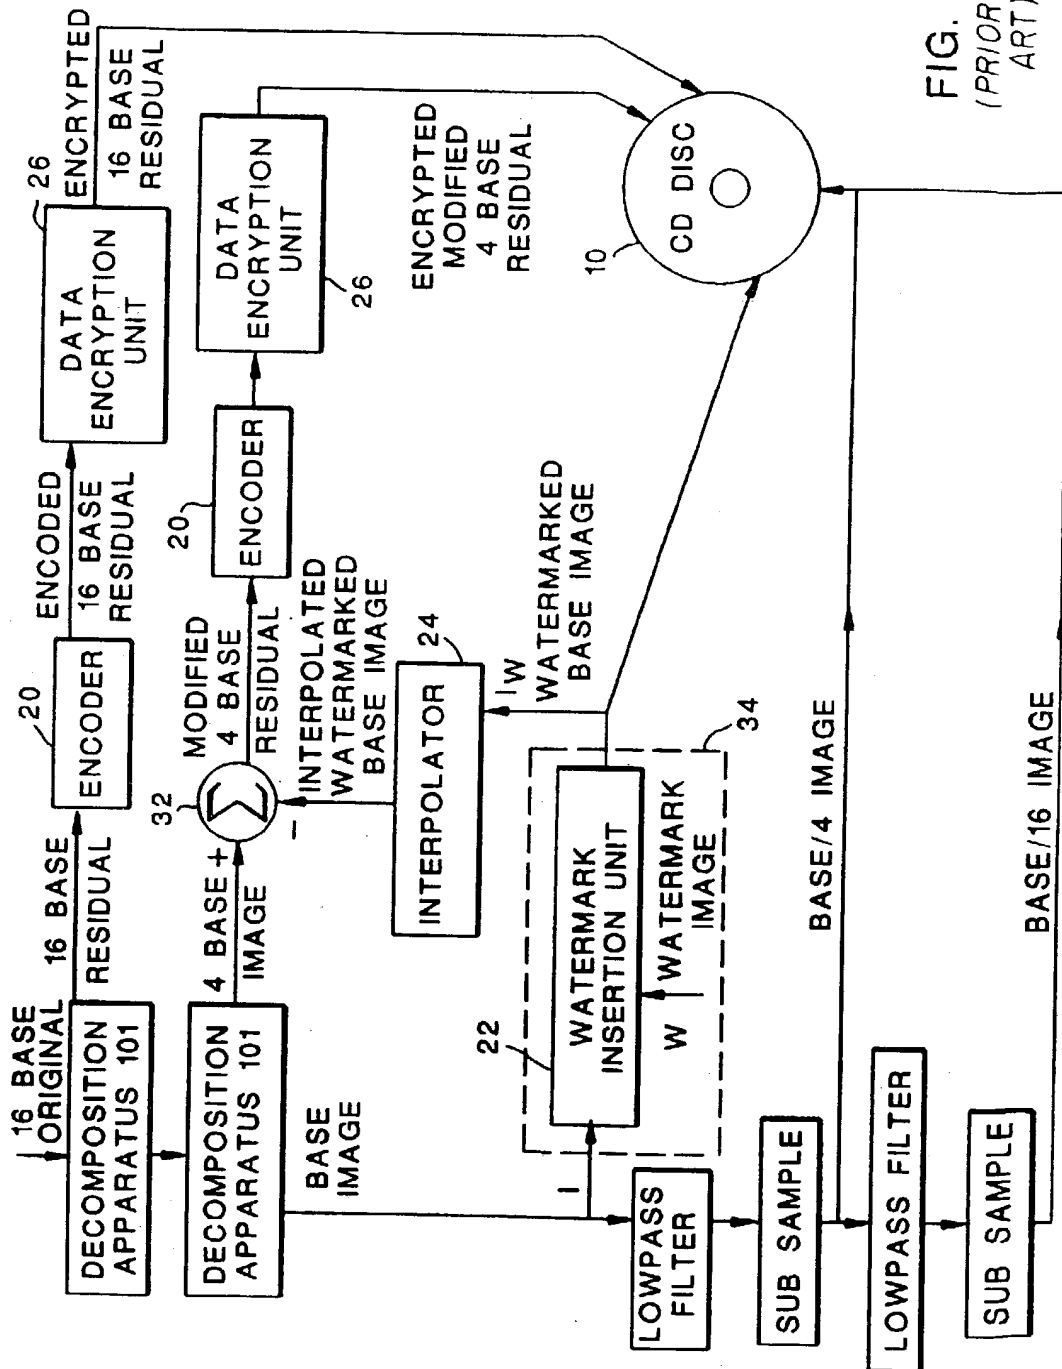 16 BASE
ORIGINAL
DECOMPOSITION
APPARATUS 101
16 BASE
RESIDUAL
20
ENCODER
ENCODED
16 BASE
RESIDUAL
26
DATA
ENCRYPTION
UNIT
ENCRYPTED
16 BASE
RESIDUAL
DECOMPOSITION
APPARATUS 101
4 BASE +
IMAGE
32
Σ
−
MODIFIED
4 BASE
RESIDUAL
20
ENCODER
DATA
ENCRYPTION
UNIT
26
ENCRYPTED
MODIFIED
4 BASE
RESIDUAL
INTERPOLATED
WATERMARKED
BASE IMAGE
INTERPOLATOR
24
IW
WATERMARKED
BASE IMAGE
10
CD DISC
BASE
IMAGE
I
22
WATERMARK
INSERTION UNIT
W
WATERMARK
IMAGE
34
LOWPASS
FILTER
SUB SAMPLE
BASE/4 IMAGE
LOWPASS FILTER
SUB SAMPLE
BASE/16 IMAGE
FIG.
(PRIOR
ART)